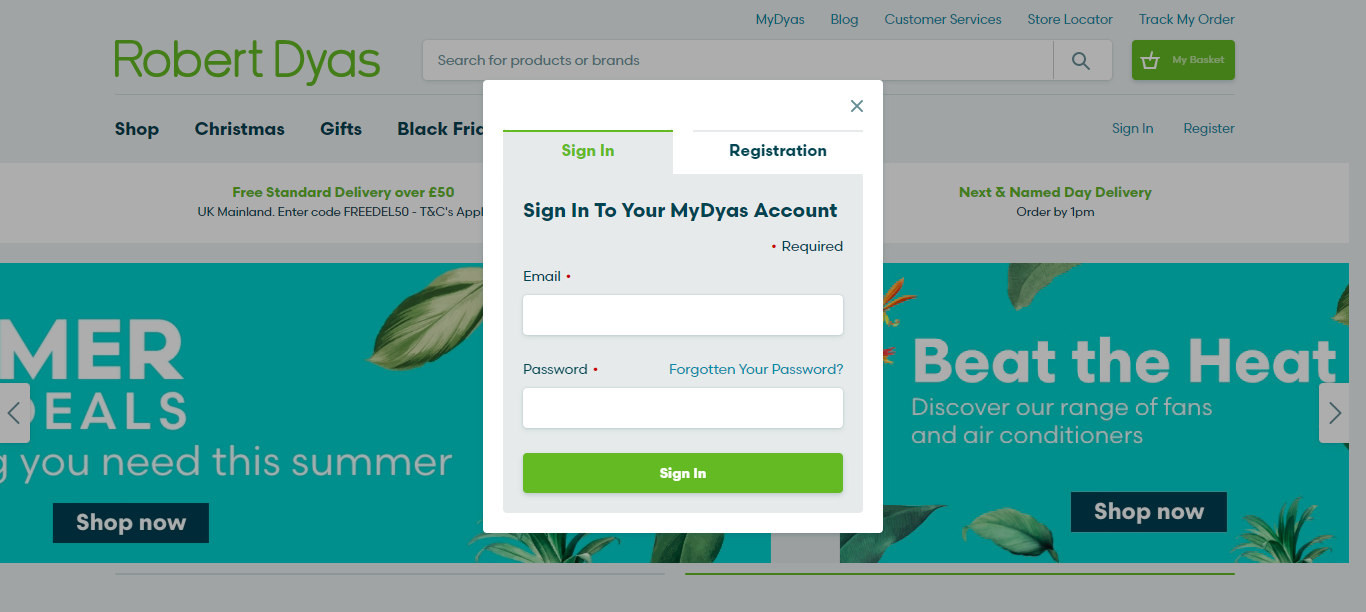 MyDyas Blog Customer Services Store Locator Track My Order
Robert Dyas
Search for products or brands
My Basket
Shop Christmas Gifts Black Frid
Sign In Register
Sign In Registration
Free Standard Delivery over £50
UK Mainland. Enter code FREEDEL50 - T&C's Appl
Next & Named Day Delivery
Order by 1pm
Sign In To Your MyDyas Account
• Required
Email •
Password • Forgotten Your Password?
Sign In
MER
DEALS
g you need this summer
Shop now
Beat the Heat
Discover our range of fans
and air conditioners
Shop now